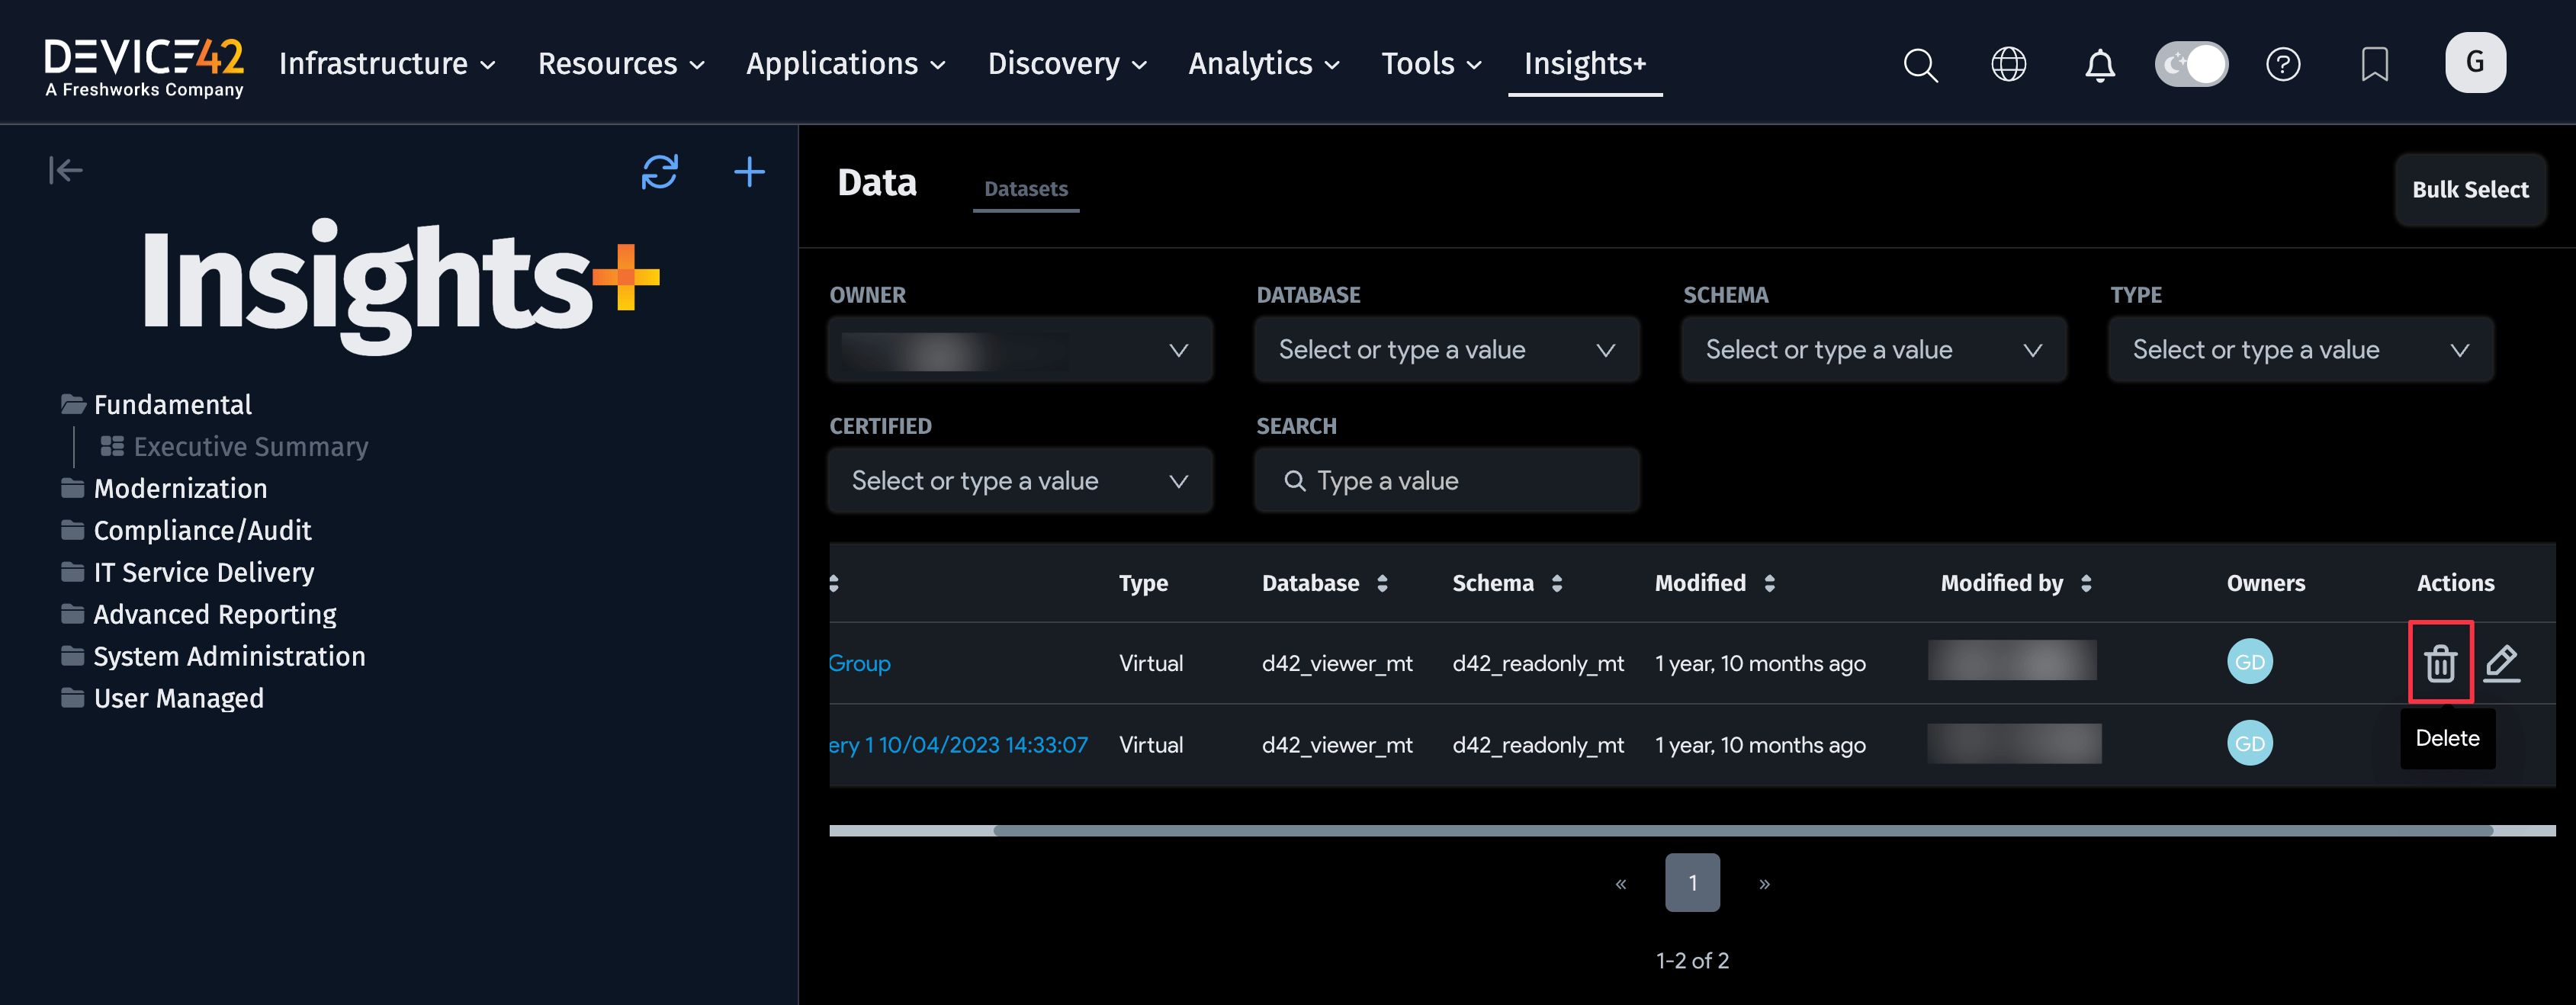 DEVICE42
A Freshworks Company
Infrastructure Resources Applications Discovery Analytics Tools Insights+
G
Insights+
Fundamental
Executive Summary
Modernization
Compliance/Audit
IT Service Delivery
Advanced Reporting
System Administration
User Managed
Data Datasets Bulk Select
OWNER DATABASE SCHEMA TYPE
Select or type a value Select or type a value Select or type a value
CERTIFIED SEARCH
Select or type a value Type a value
Type Database Schema Modified Modified by Owners Actions
Group Virtual d42_viewer_mt d42_readonly_mt 1 year, 10 months ago GD
ery 1 10/04/2023 14:33:07 Virtual d42_viewer_mt d42_readonly_mt 1 year, 10 months ago GD
Delete
« 1 »
1-2 of 2